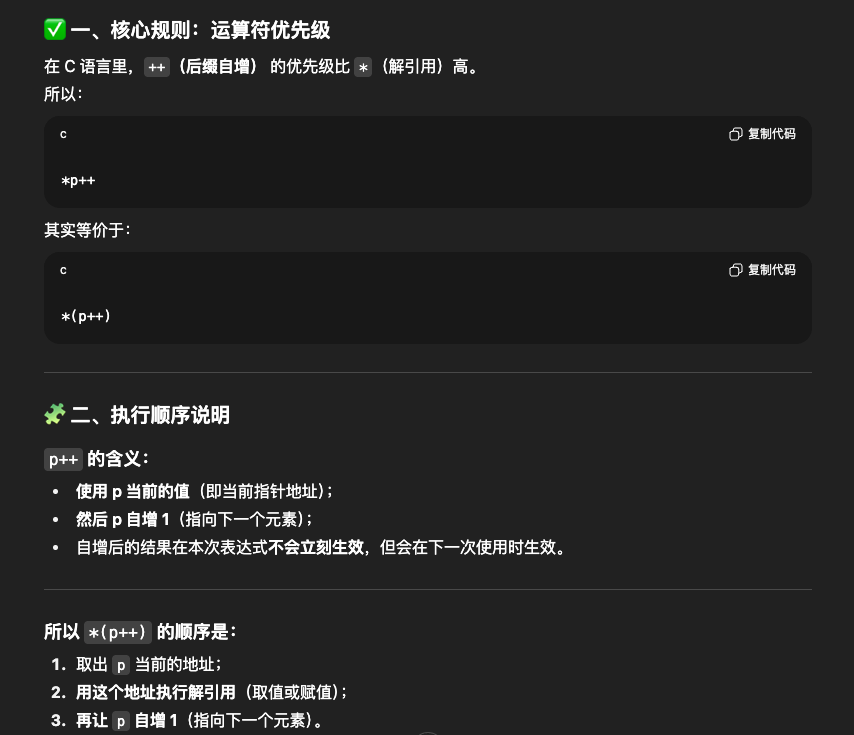 ✅ 一、核心规则：运算符优先级
在 C 语言里， ++ （后缀自增） 的优先级比 * （解引用）高。
所以：
c
复制代码
*p++
其实等价于：
c
复制代码
*(p++)
🧩 二、执行顺序说明
p++ 的含义：
• 使用 p 当前的值（即当前指针地址）；
• 然后 p 自增 1（指向下一个元素）；
• 自增后的结果在本次表达式不会立刻生效，但会在下一次使用时生效。
所以 *(p++) 的顺序是：
1. 取出 p 当前的地址；
2. 用这个地址执行解引用（取值或赋值）；
3. 再让 p 自增 1（指向下一个元素）。